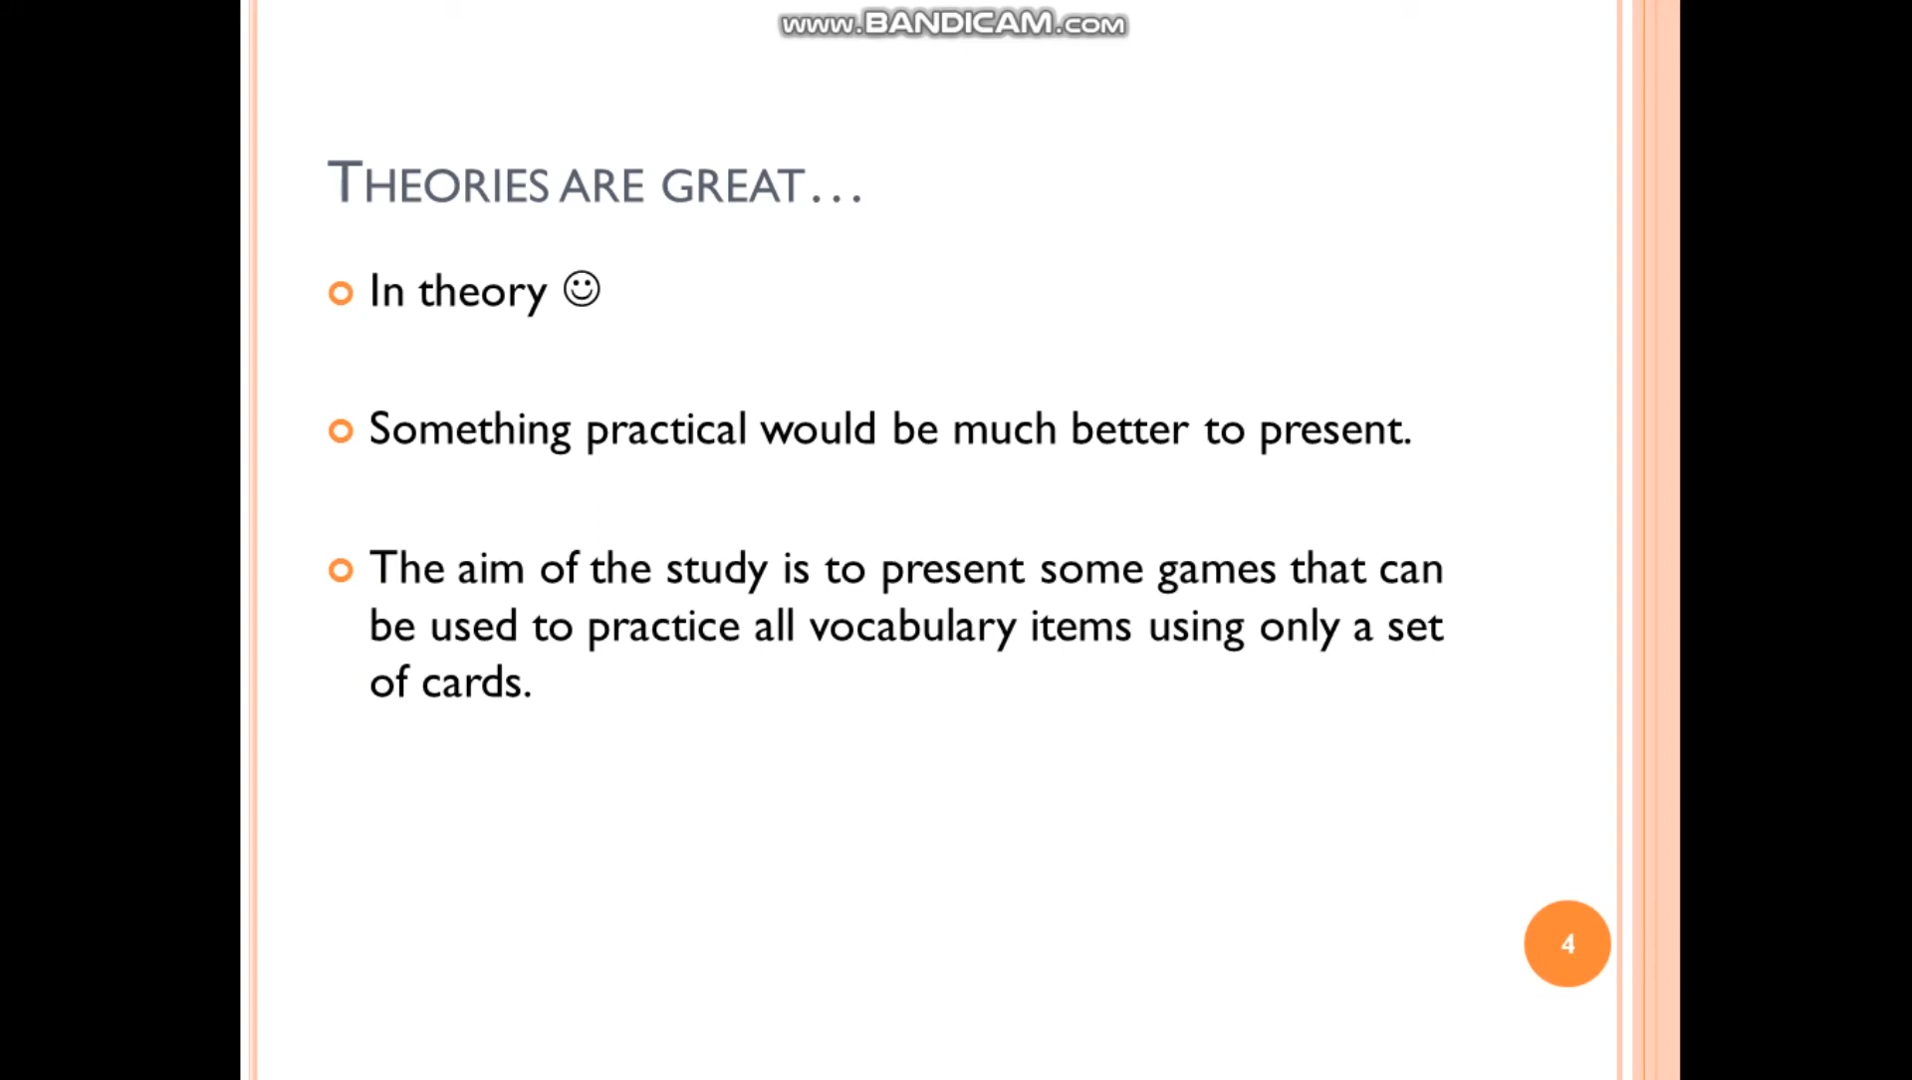 www.BANDICAM.com
THEORIES ARE GREAT...
In theory ☺
Something practical would be much better to present.
The aim of the study is to present some games that can
be used to practice all vocabulary items using only a set
of cards.
4